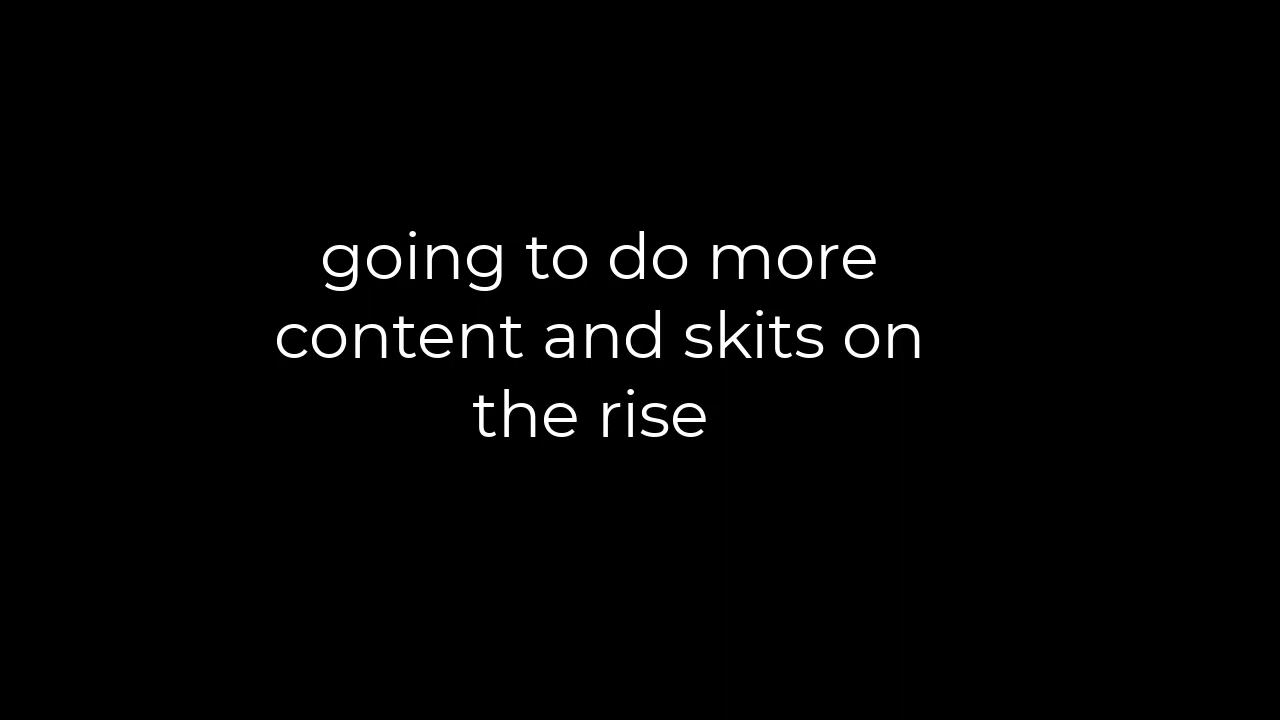 going to do more
content and skits on
the rise